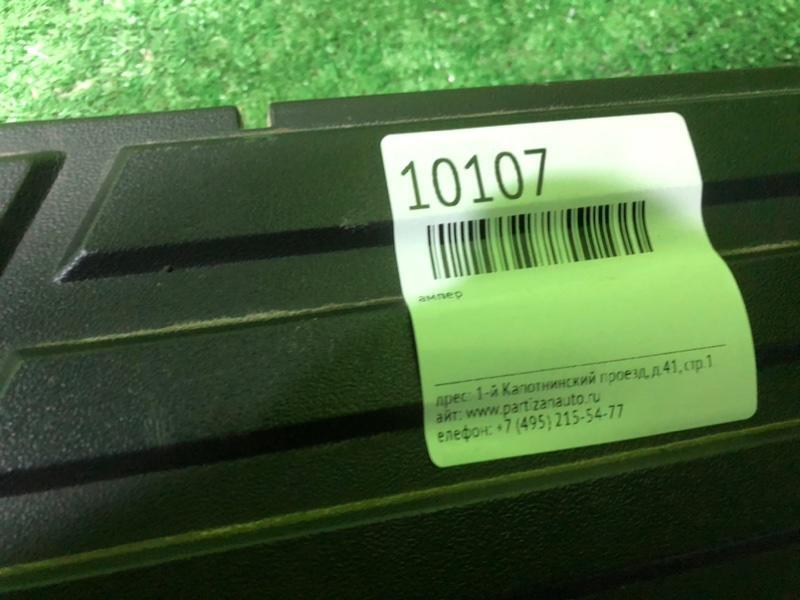 10107
ампер
дрес: 1-й Капотнинский проезд, д.41, стр.1
айт: www.partizanauto.ru
елефон: +7 (495) 215-54-77